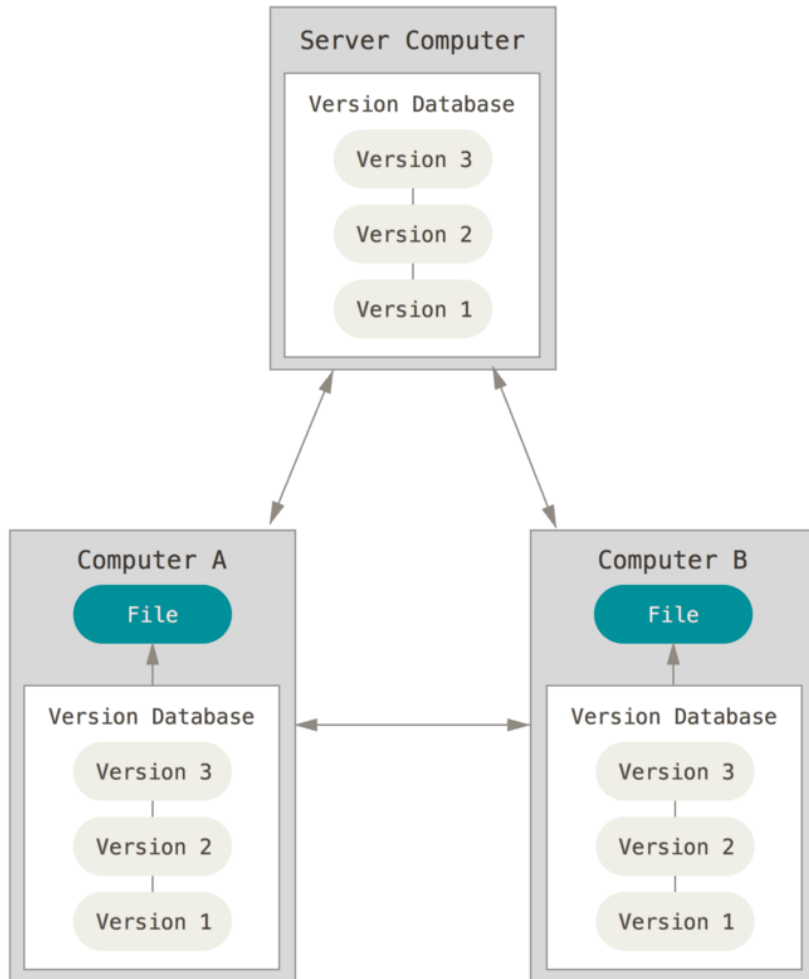 Server Computer
Version Database
Version 3
Version 2
Version 1
Computer A
File
Version Database
Version 3
Version 2
Version 1
Computer B
File
Version Database
Version 3
Version 2
Version 1